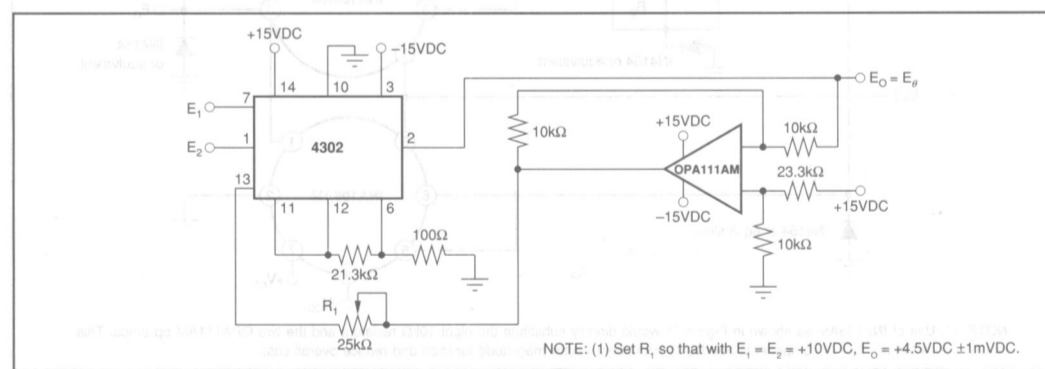 +15VDC
–15VDC
14
10
3
E1
7
E2
1
4302
2
13
11
12
6
21.3kΩ
100Ω
R1
25kΩ
10kΩ
+15VDC
OPA111AM
–15VDC
10kΩ
23.3kΩ
+15VDC
10kΩ
EO = Eθ
NOTE: (1) Set R1 so that with E1 = E2 = +10VDC, EO = +4.5VDC ±1mVDC.